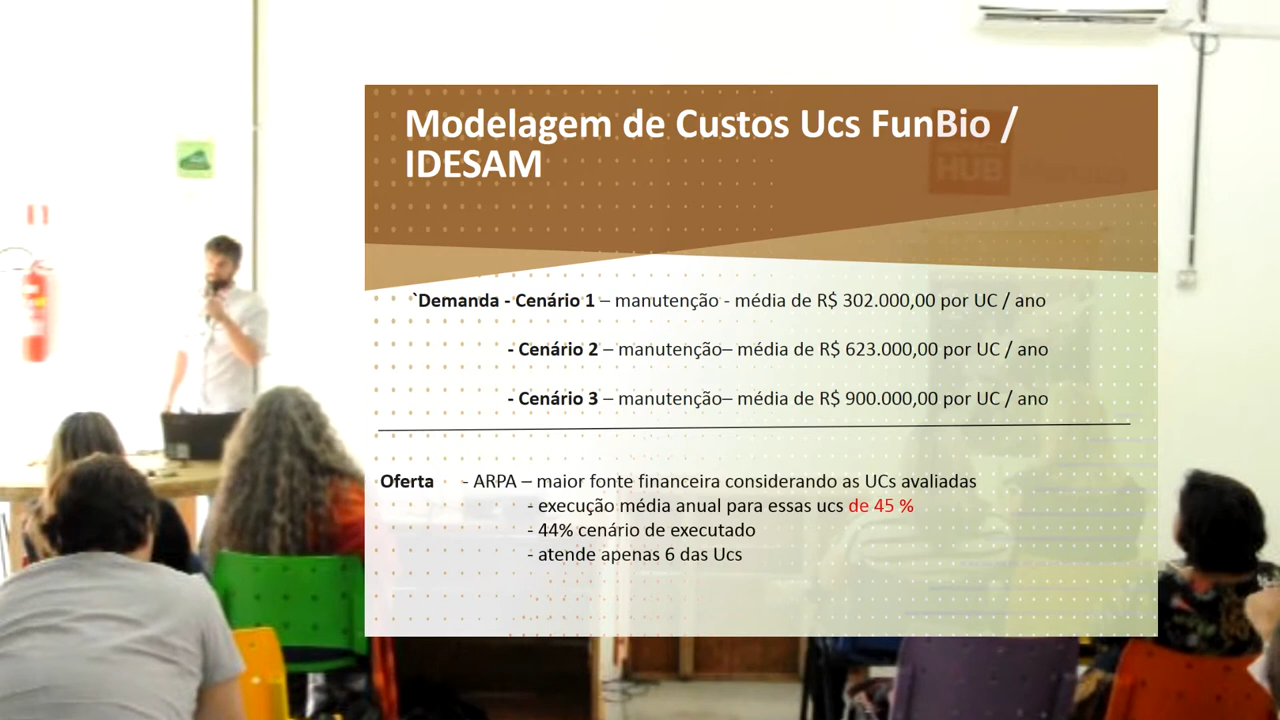 Modelagem de Custos Ucs FunBio /
IDESAM
HUB
`Demanda - Cenário 1 – manutenção - média de R$ 302.000,00 por UC / ano
- Cenário 2 – manutenção– média de R$ 623.000,00 por UC / ano
- Cenário 3 – manutenção– média de R$ 900.000,00 por UC / ano
Oferta - ARPA – maior fonte financeira considerando as UCs avaliadas
- execução média anual para essas ucs de 45 %
- 44% cenário de executado
- atende apenas 6 das Ucs